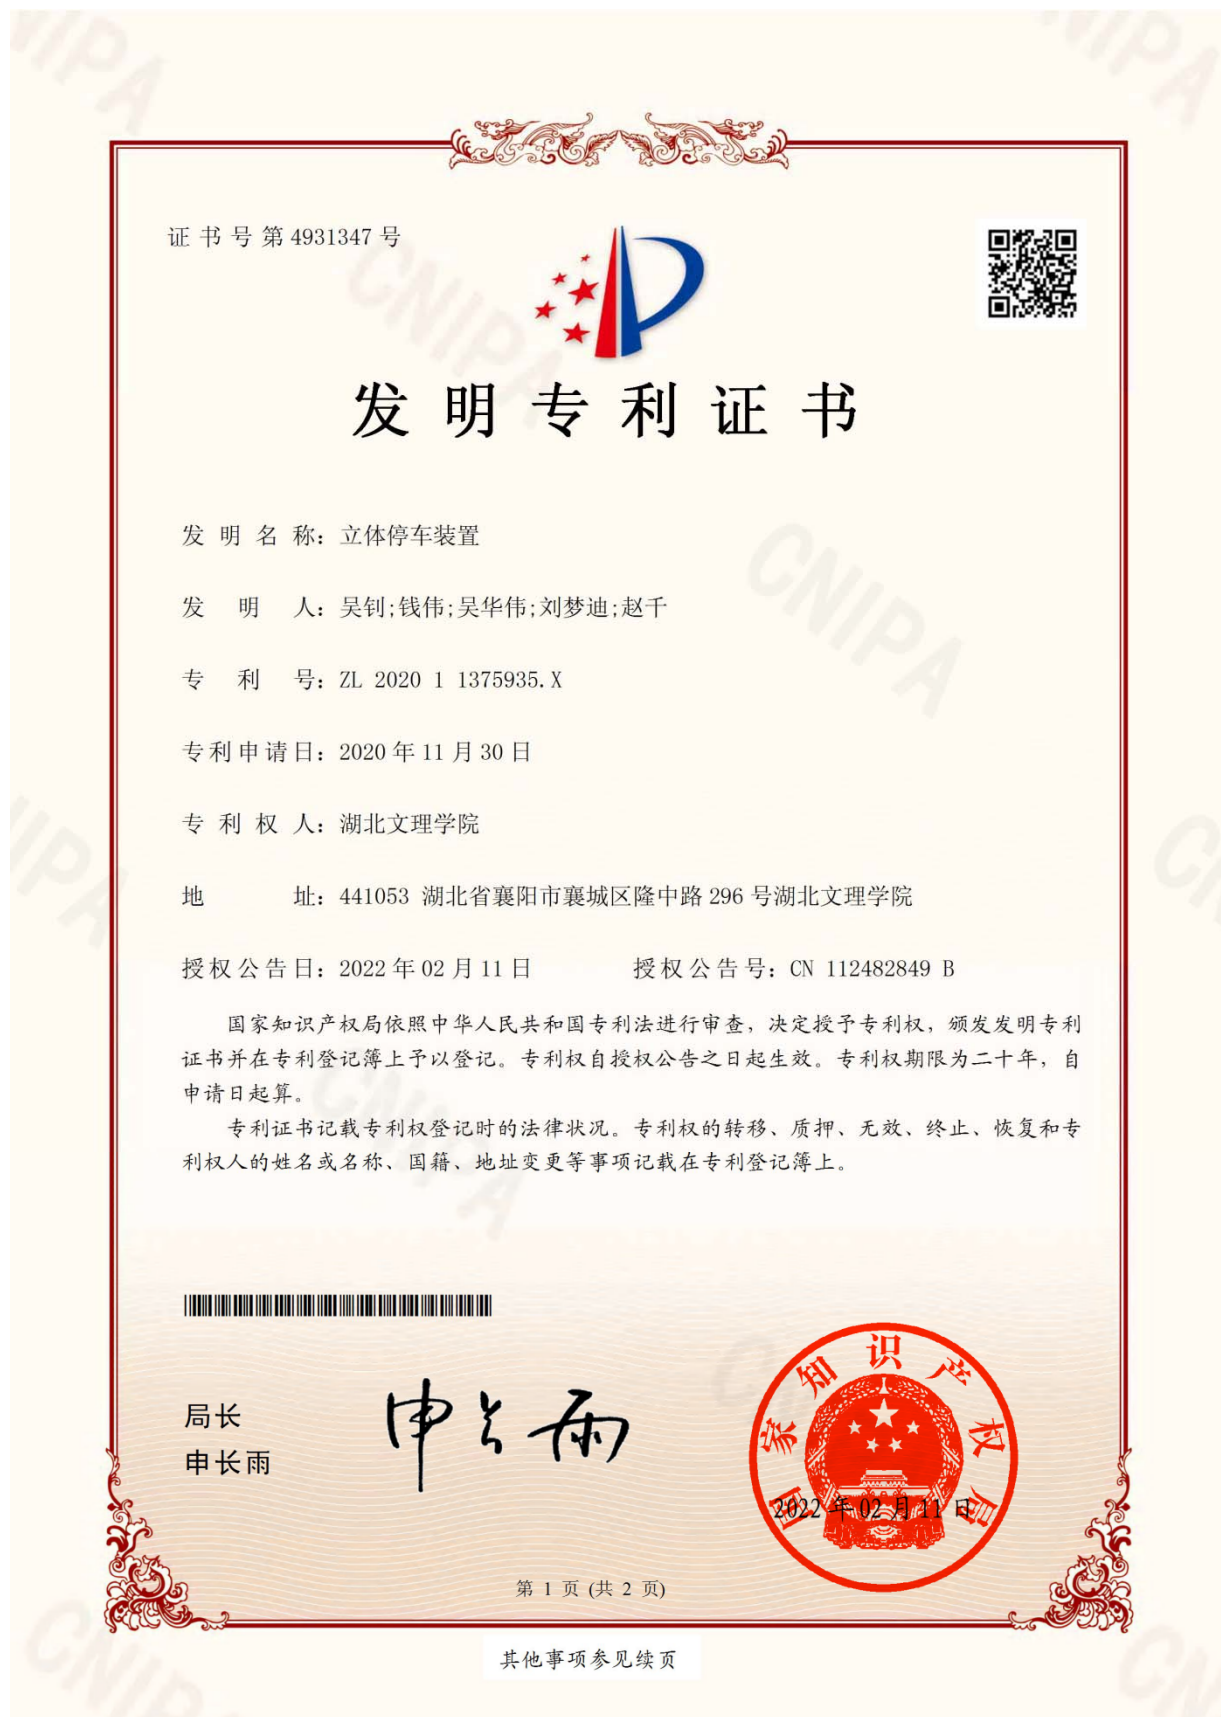 证书号第4931347号
发明专利证书
发明名称：立体停车装置
发明人：吴钊;钱伟;吴华伟;刘梦迪;赵千
专利号：ZL 2020 1 1375935.X
专利申请日：2020年11月30日
专利权人：湖北文理学院
地址：441053 湖北省襄阳市襄城区隆中路296号湖北文理学院
授权公告日：2022年02月11日 授权公告号：CN 112482849 B
国家知识产权局依照中华人民共和国专利法进行审查，决定授予专利权，颁发发明专利
证书并在专利登记簿上予以登记。专利权自授权公告之日起生效。专利权期限为二十年，自
申请日起算。
专利证书记载专利权登记时的法律状况。专利权的转移、质押、无效、终止、恢复和专
利权人的姓名或名称、国籍、地址变更等事项记载在专利登记簿上。
局长
申长雨
申长雨
国家知识产权局
2022年02月11日
第 1 页 (共 2 页)
其他事项参见续页
CNIPA
CNIPA
CNIPA
CNIPA
CNIPA